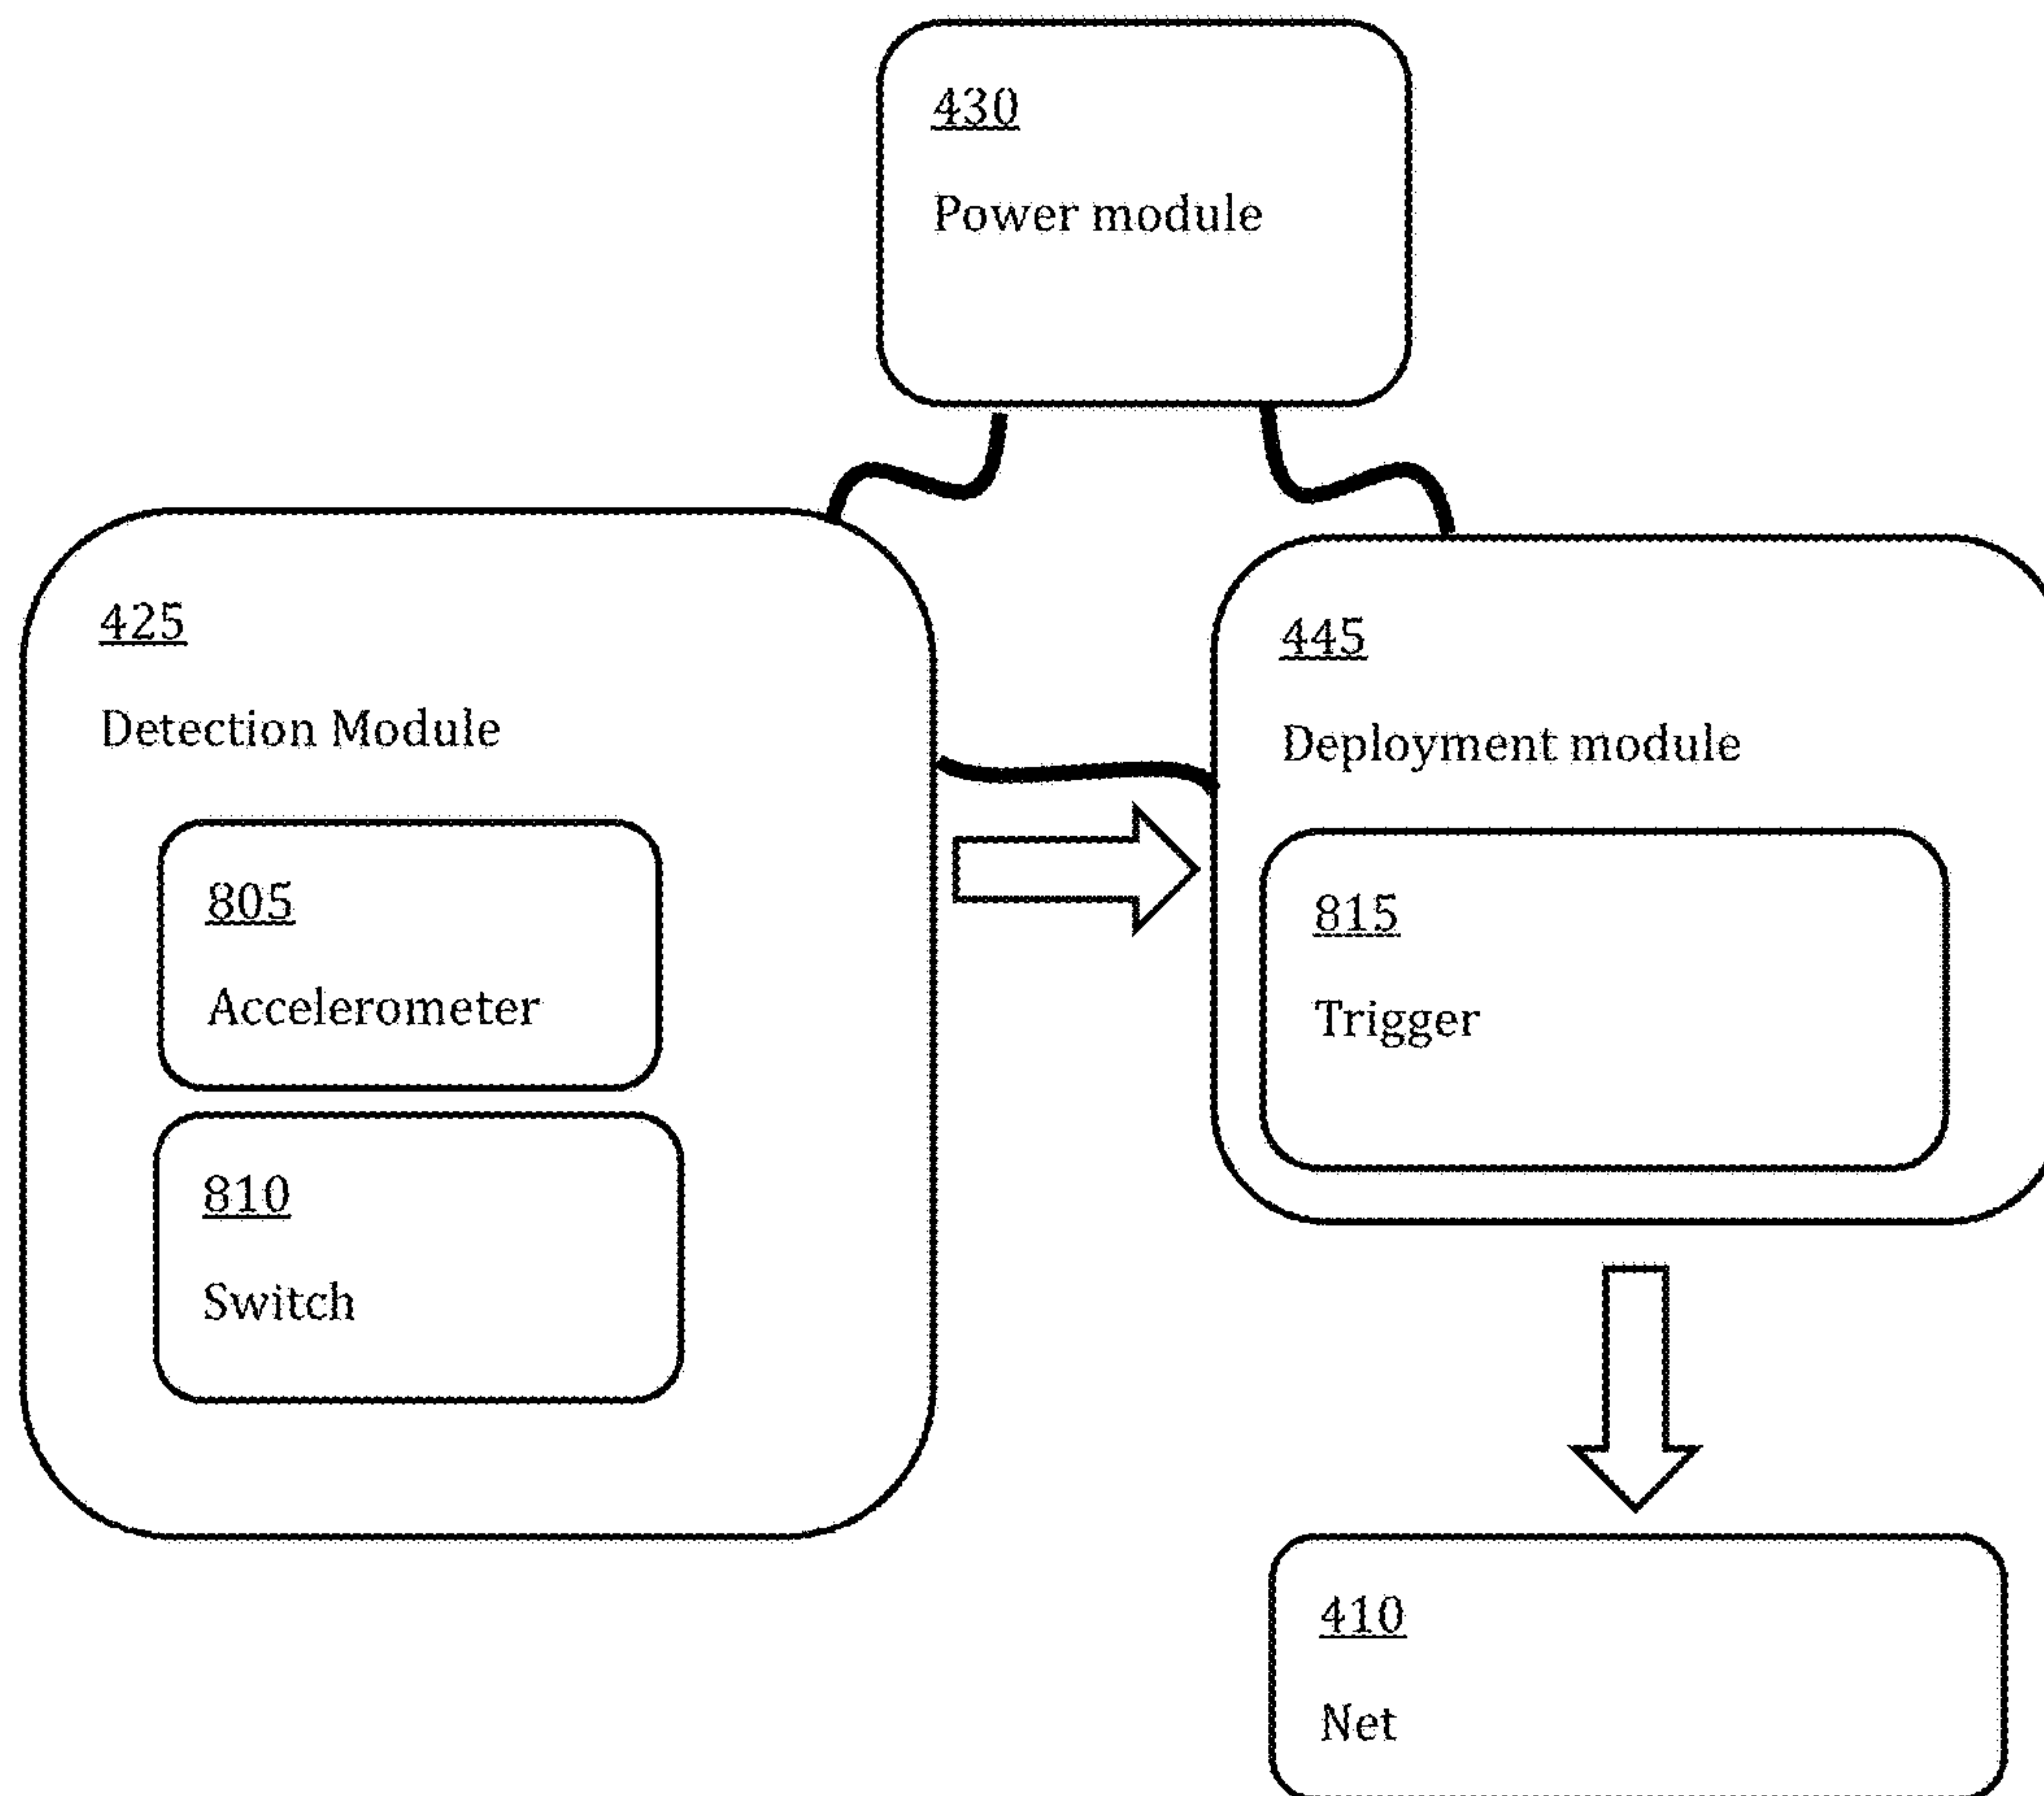 430
Power module
425
Detection Module
805
Accelerometer
810
Switch
445
Deployment module
815
Trigger
410
Net